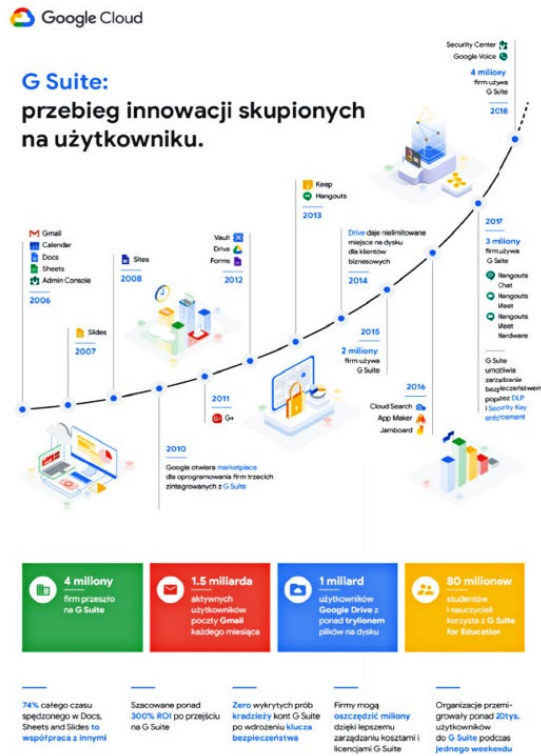 Google Cloud
G Suite:
przebieg innowacji skupionych
na użytkowniku.
Gmail
Calendar
Docs
Sheets
Admin Console
2006
Slides
2007
Sites
2008
2010
Google otwiera marketplace
dla oprogramowania firm trzecich
zintegrowanych z G Suite
2011
G+
Vault
Drive
Forms
2012
Keep
Hangouts
2013
Drive daje nielimitowane
miejsce na dysku
dla klientów
biznesowych
2014
2015
2 miliony
firm używa
G Suite
2016
Cloud Search
App Maker
Jamboard
2017
3 miliony
firm używa
G Suite
Hangouts
Chat
Hangouts
Meet
Hangouts
Meet
Hardware
G Suite
umożliwia
zarządzanie
bezpieczeństwem
poprzez DLP
i Security Key
enforcement
Security Center
Google Voice
4 miliony
firm używa
G Suite
2018
4 miliony
firm przeszło
na G Suite
1.5 miliarda
aktywnych
użytkowników
poczty Gmail
każdego miesiąca
1 miliard
użytkowników
Google Drive z
ponad trylionem
plików na dysku
80 milionów
studentów
i nauczycieli
korzysta z G Suite
for Education
74% całego czasu
spędzonego w Docs,
Sheets and Slides to
współpraca z innymi
Szacowane ponad
300% ROI po przejściu
na G Suite
Zero wykrytych prób
kradzieży kont G Suite
po wdrożeniu klucza
bezpieczeństwa
Firmy mogą
oszczędzić miliony
dzięki lepszemu
zarządzaniu kosztami i
licencjami G Suite
Organizacje przemi-
growały ponad 20tys.
użytkowników
do G Suite podczas
jednego weekendu